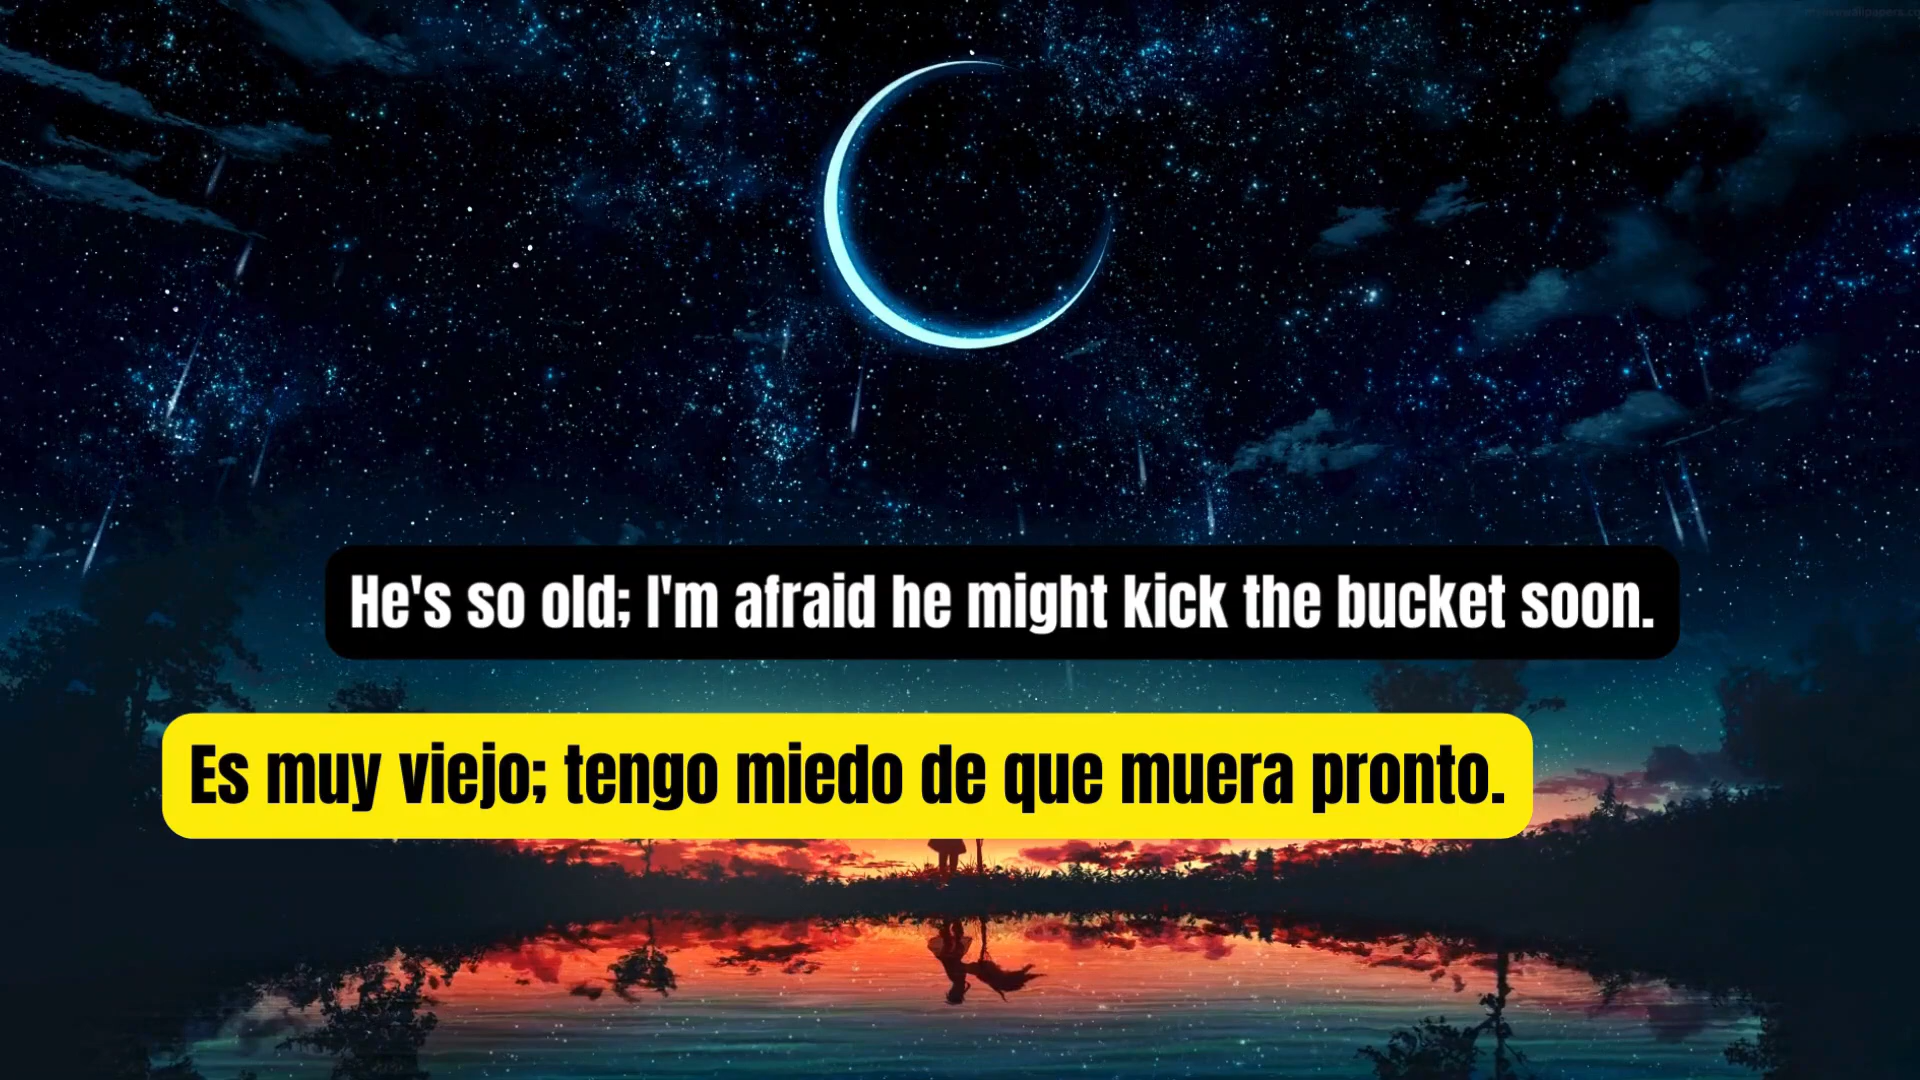 He's so old; I'm afraid he might kick the bucket soon.
Es muy viejo; tengo miedo de que muera pronto.